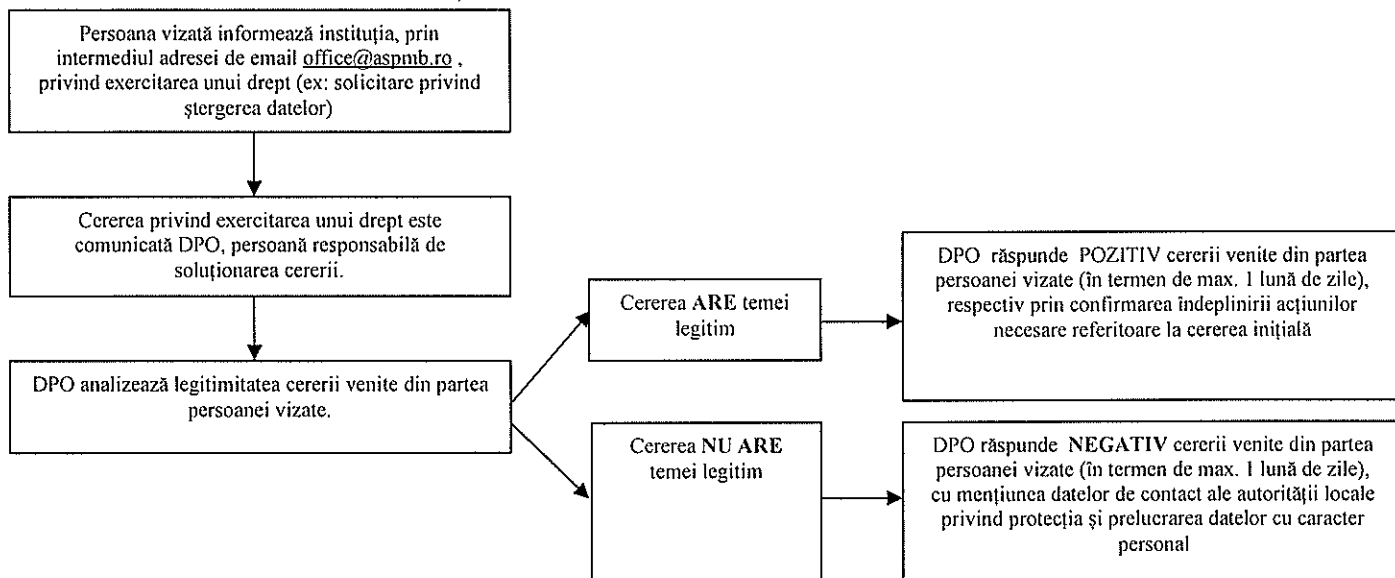 Persoana vizată informează instituția, prin
intermediul adresei de email office@aspmb.ro ,
privind exercitarea unui drept (ex: solicitare privind
ștergerea datelor)
Cererea privind exercitarea unui drept este
comunicată DPO, persoană responsabilă de
soluționarea cererii.
DPO analizează legitimitatea cererii venite din partea
persoanei vizate.
Cererea ARE temei
legitim
DPO răspunde POZITIV cererii venite din partea
persoanei vizate (în termen de max. 1 lună de zile),
respectiv prin confirmarea îndeplinirii acțiunilor
necesare referitoare la cererea inițială
Cererea NU ARE
temei legitim
DPO răspunde NEGATIV cererii venite din partea
persoanei vizate (în termen de max. 1 lună de zile),
cu mențiunea datelor de contact ale autorității locale
privind protecția și prelucrarea datelor cu caracter
personal